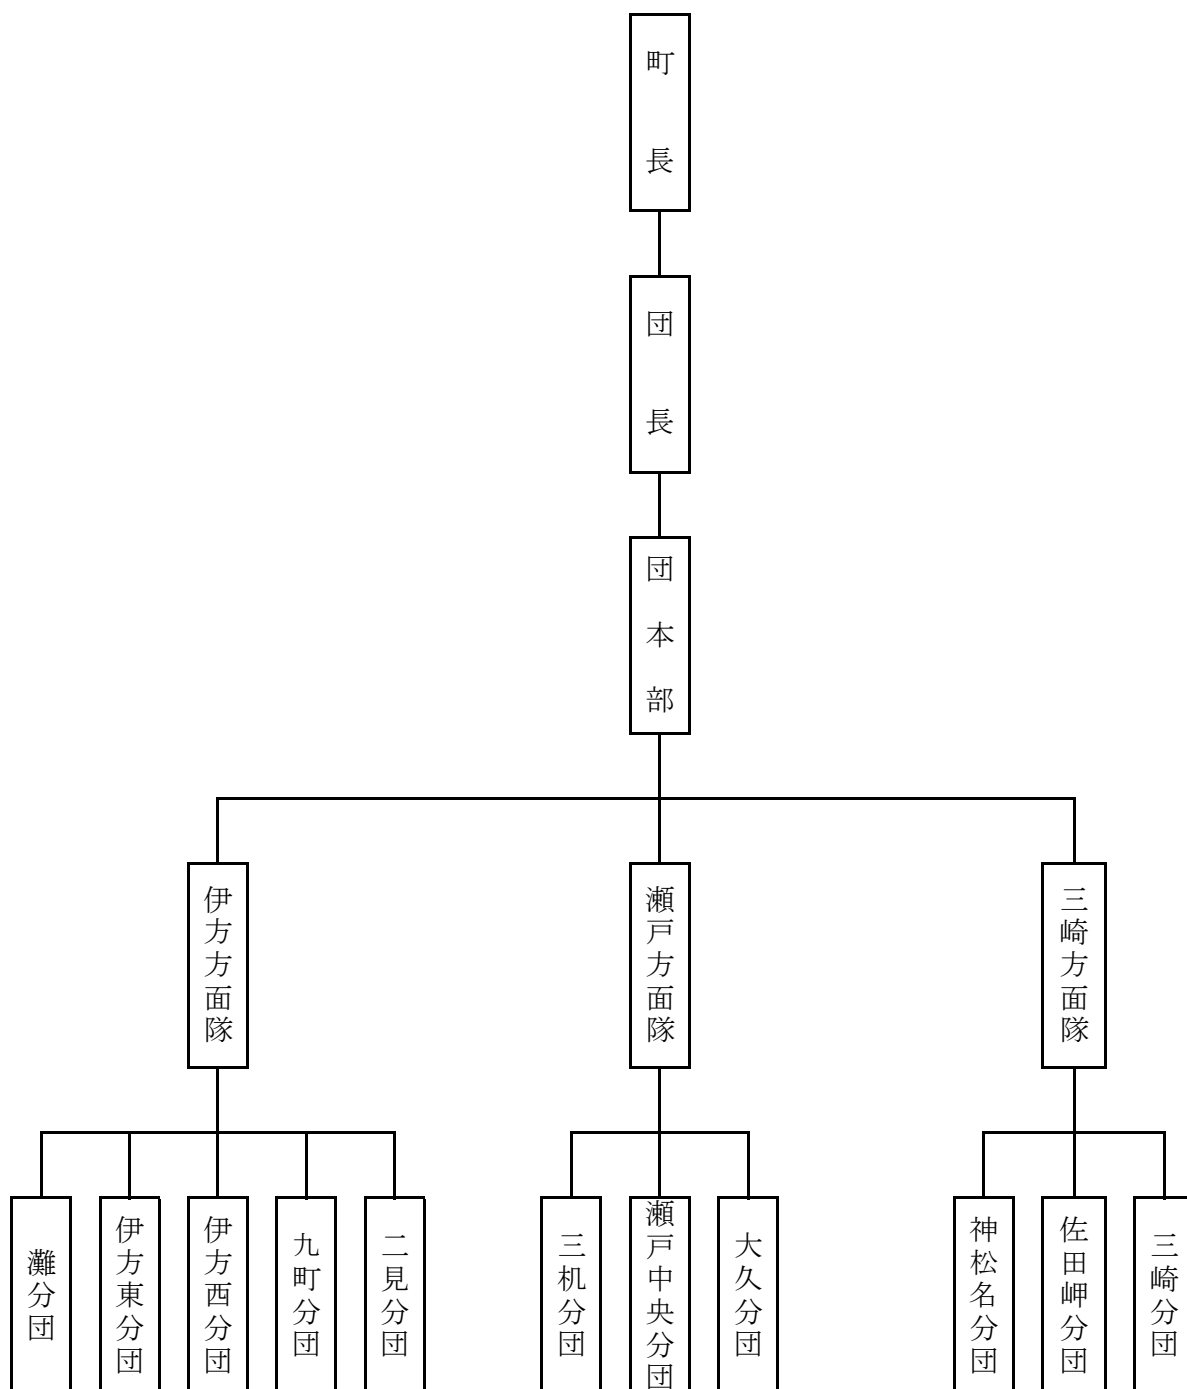 町長
団長
団本部
伊方方面隊
瀬戸方面隊
三崎方面隊
灘分団
伊方東分団
伊方西分団
九町分団
二見分団
三机分団
瀬戸中央分団
大久分団
神松名分団
佐田岬分団
三崎分団